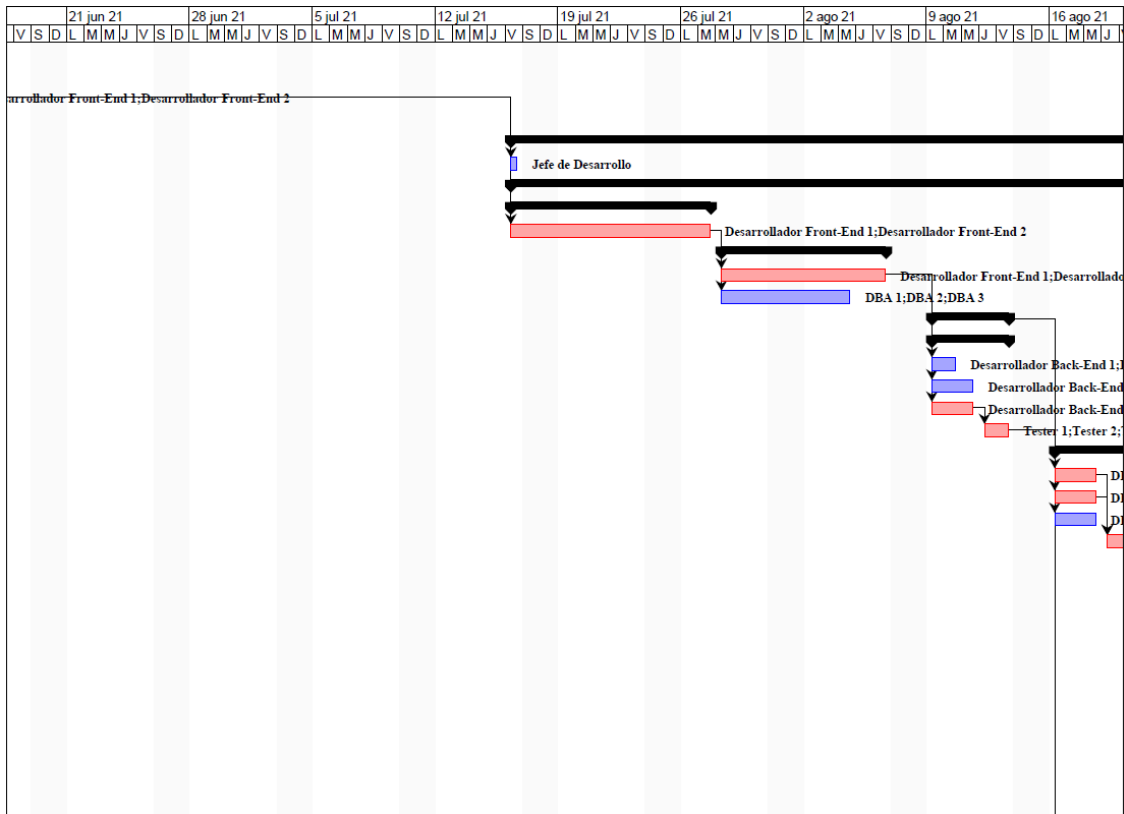 21 jun 21 28 jun 21 5 jul 21 12 jul 21 19 jul 21 26 jul 21 2 ago 21 9 ago 21 16 ago 21
V S D L M M J V S D L M M J V S D L M M J V S D L M M J V S D L M M J V S D L M M J V S D L M M J V S D L M M J V S D L M M J
arrollador Front-End 1;Desarrollador Front-End 2
Jefe de Desarrollo
Desarrollador Front-End 1;Desarrollador Front-End 2
Desarrollador Front-End 1;Desarrollado
DBA 1;DBA 2;DBA 3
Desarrollador Back-End 1;
Desarrollador Back-End
Desarrollador Back-End
Tester 1;Tester 2;